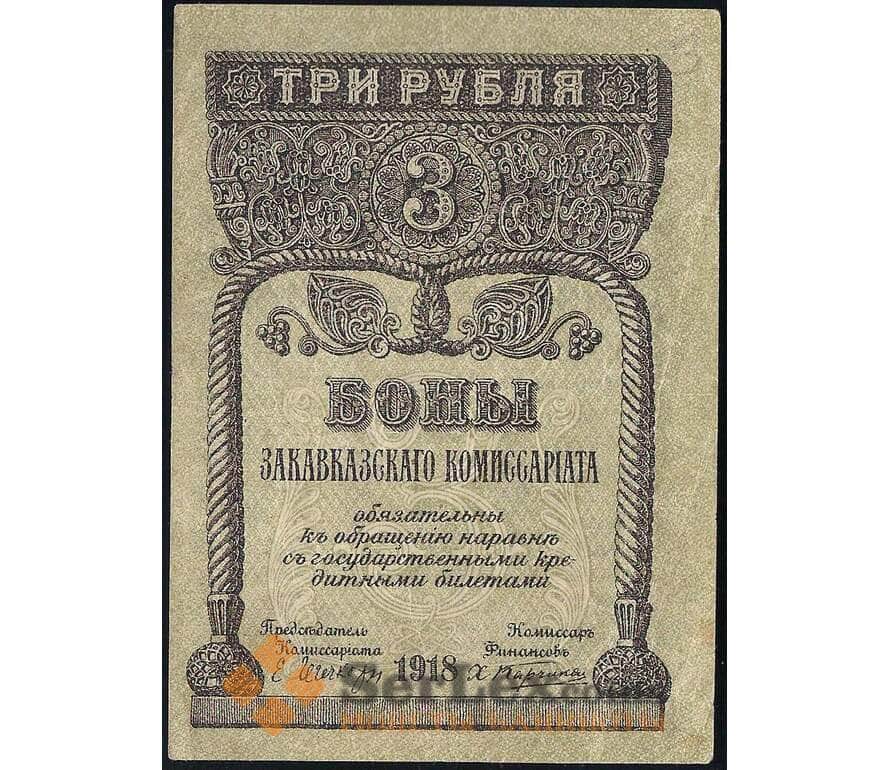 ТРИ РУБЛЯ
3
БОНЫ
ЗАКАВКАЗСКАГО КОМИССАРІАТА
обязательны
къ обращенію наравнѣ
съ государственными кре-
дитными билетами
Предсѣдатель
Комиссаріата
Комиссаръ
Финансовъ
1918